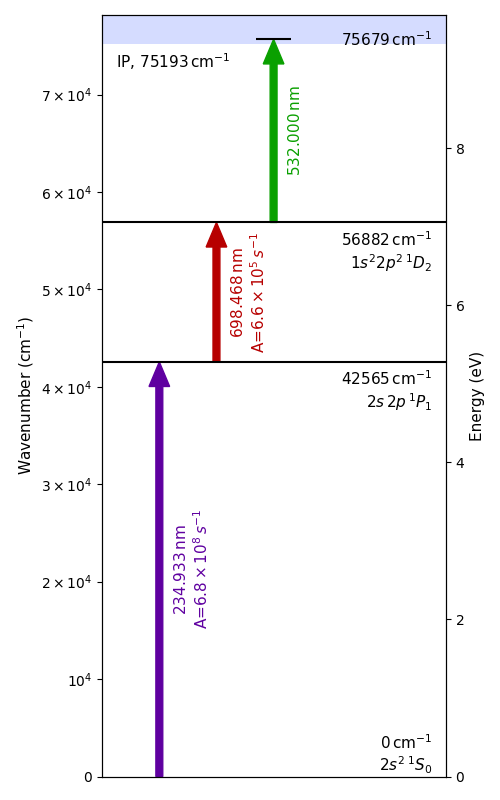 75679 cm⁻¹
IP, 75193 cm⁻¹
7 × 10⁴
532.000 nm
8
6 × 10⁴
56882 cm⁻¹
1s²2p² ¹D₂
698.468 nm
A=6.6 × 10⁵ s⁻¹
5 × 10⁴
6
42565 cm⁻¹
2s 2p ¹P₁
4 × 10⁴
Wavenumber (cm⁻¹)
Energy (eV)
4
3 × 10⁴
234.933 nm
A=6.8 × 10⁸ s⁻¹
2 × 10⁴
2
10⁴
0 cm⁻¹
2s² ¹S₀
0
0